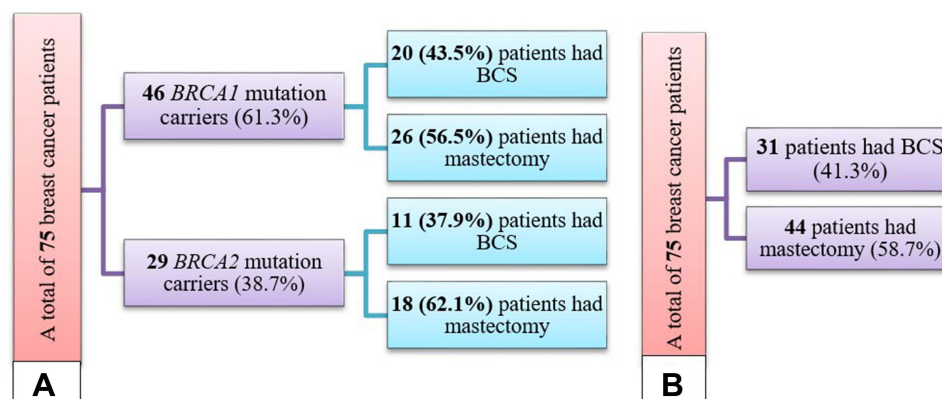 A total of 75 breast cancer patients
46 BRCA1 mutation
carriers (61.3%)
29 BRCA2 mutation
carriers (38.7%)
20 (43.5%) patients had
BCS
26 (56.5%) patients had
mastectomy
11 (37.9%) patients had
BCS
18 (62.1%) patients had
mastectomy
A
A total of 75 breast cancer patients
31 patients had BCS
(41.3%)
44 patients had
mastectomy (58.7%)
B